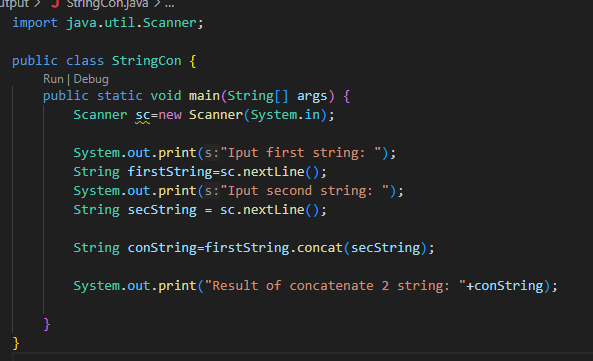 utput > J StringCon.java > ...
import java.util.Scanner;
public class StringCon {
Run | Debug
public static void main(String[] args) {
Scanner sc=new Scanner(System.in);
System.out.print(s:"Iput first string: ");
String firstString=sc.nextLine();
System.out.print(s:"Iput second string: ");
String secString = sc.nextLine();
String conString=firstString.concat(secString);
System.out.print("Result of concatenate 2 string: "+conString);
}
}